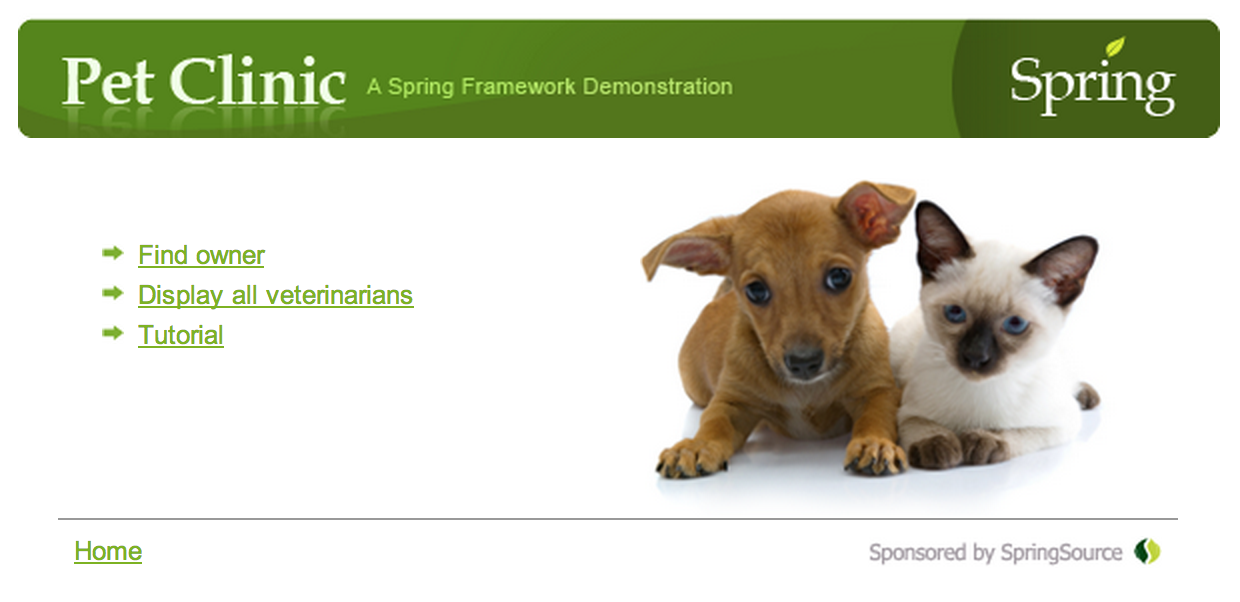 Pet Clinic A Spring Framework Demonstration
Spring
Find owner
Display all veterinarians
Tutorial
Home
Sponsored by SpringSource